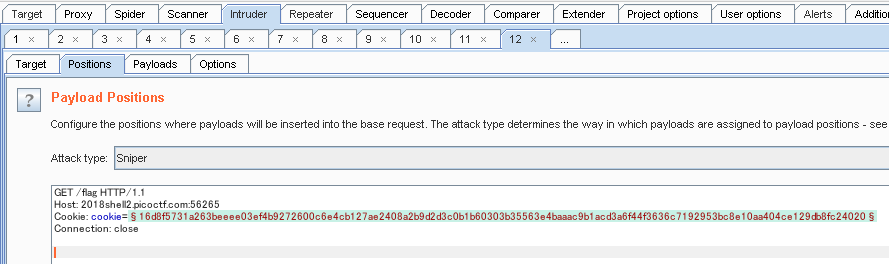 Target Proxy Spider Scanner Intruder Repeater Sequencer Decoder Comparer Extender Project options User options Alerts Additio
1 × 2 × 3 × 4 × 5 × 6 × 7 × 8 × 9 × 10 × 11 × 12 × ...
Target Positions Payloads Options
? Payload Positions
Configure the positions where payloads will be inserted into the base request. The attack type determines the way in which payloads are assigned to payload positions - see
Attack type: Sniper
GET /flag HTTP/1.1
Host: 2018shell2.picoctf.com:56265
Cookie: cookie=§16d8f5731a263beeee03ef4b9272600c6e4cb127ae2408a2b9d2d3c0b1b60303b35563e4baaac9b1acd3a6f44f3636c7192953bc8e10aa404ce129db8fc24020§
Connection: close